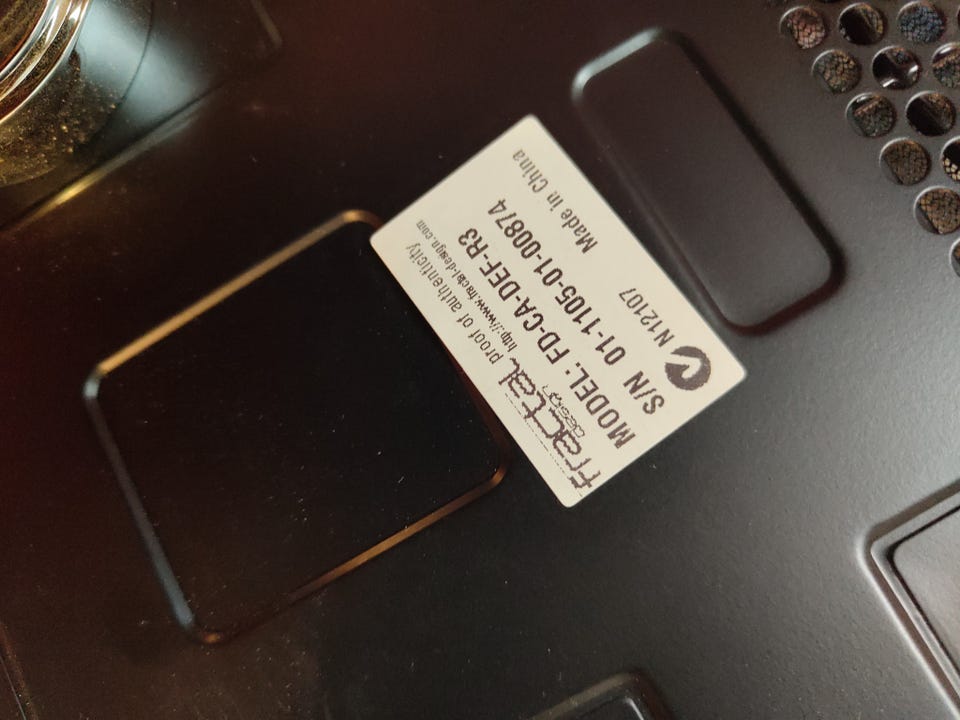 fractal design proof of authenticity
http://www.fractal-design.com
MODEL: FD-CA-DEF-R3
S/N 01-1105-01-00874
N12107 Made in China